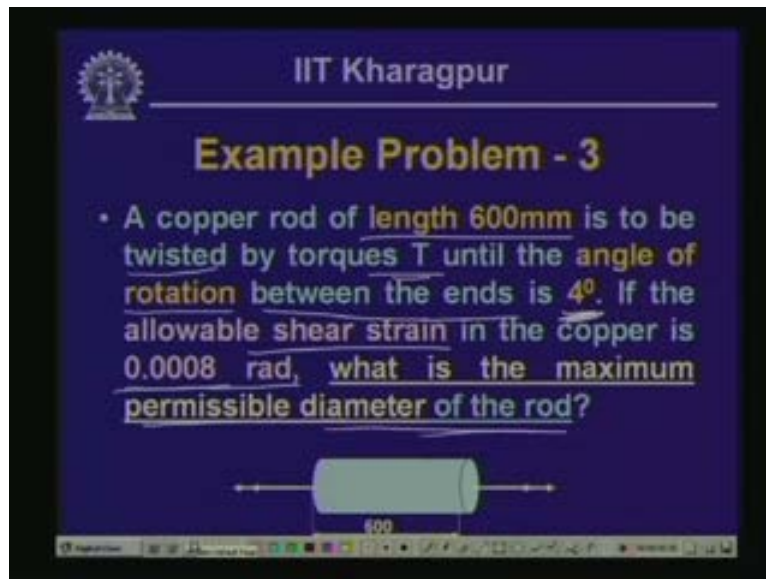 IIT Kharagpur
Example Problem - 3
• A copper rod of length 600mm is to be
twisted by torques T until the angle of
rotation between the ends is 4⁰. If the
allowable shear strain in the copper is
0.0008 rad, what is the maximum
permissible diameter of the rod?
600